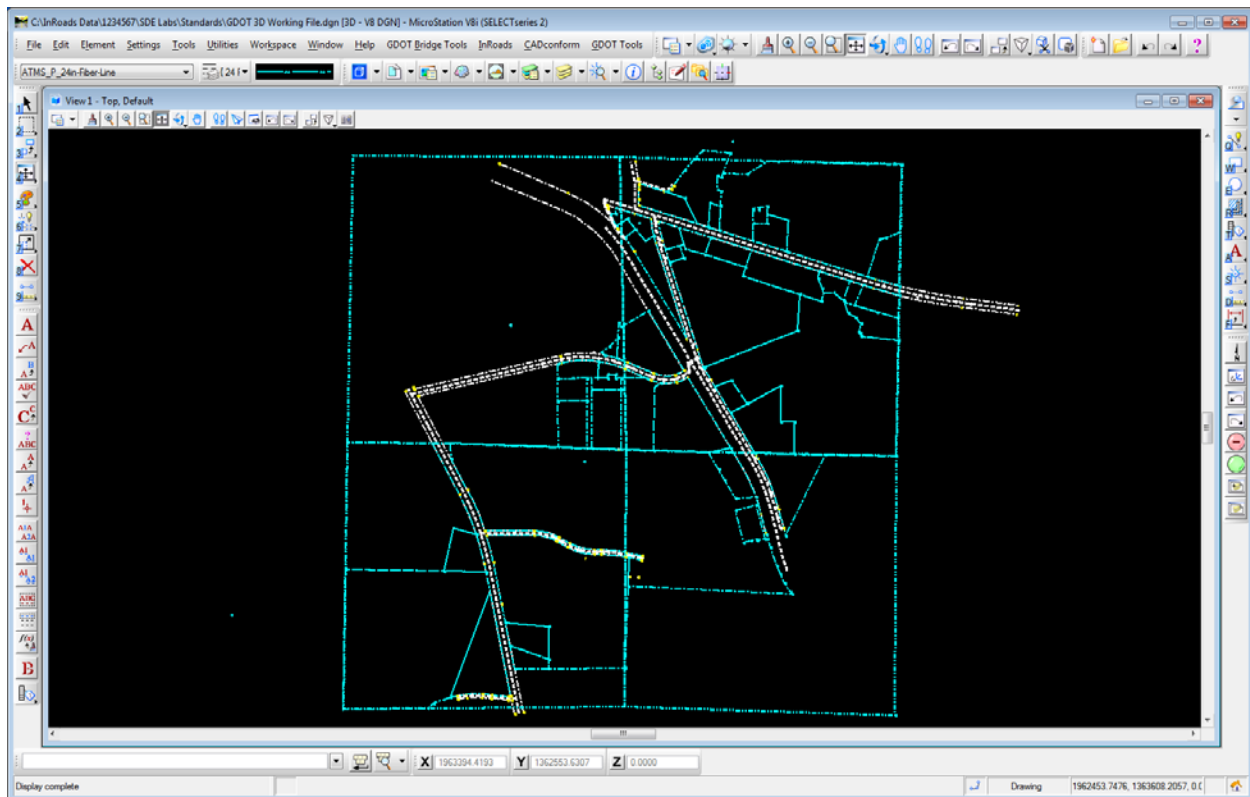 C:\InRoads Data\1234567\SDE Labs\Standards\GDOT 3D Working File.dgn [3D - V8 DGN] - MicroStation V8i (SELECTseries 2)
File Edit Element Settings Tools Utilities Workspace Window Help GDOT Bridge Tools InRoads CADconform GDOT Tools
ATMS_P_24in-Fiber-Line
View 1 - Top, Default
X 1963394.4193 Y 1362553.6307 Z 0.0000
Display complete
Drawing
1962453.7476, 1363608.2057, 0.(